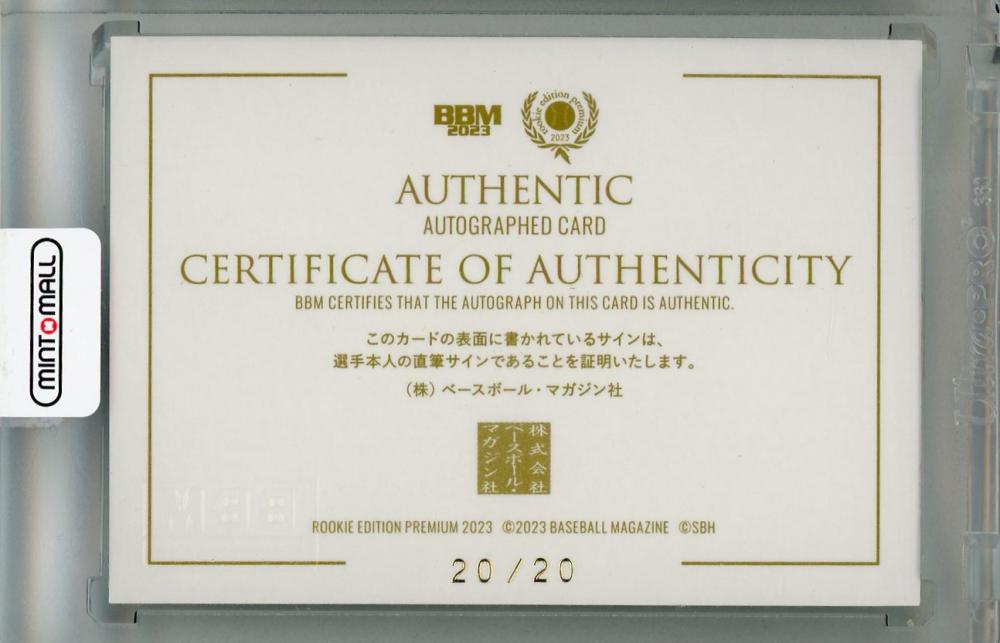 BBM
2023
rookie edition premium
2023
AUTHENTIC
AUTOGRAPHED CARD
CERTIFICATE OF AUTHENTICITY
BBM CERTIFIES THAT THE AUTOGRAPH ON THIS CARD IS AUTHENTIC.
このカードの表面に書かれているサインは、
選手本人の直筆サインであることを証明いたします。
（株）ベースボール・マガジン社
株式会社
ベースボール・
マガジン社
ROOKIE EDITION PREMIUM 2023 ©2023 BASEBALL MAGAZINE ©SBH
20/20
MINTOMALL
BBM